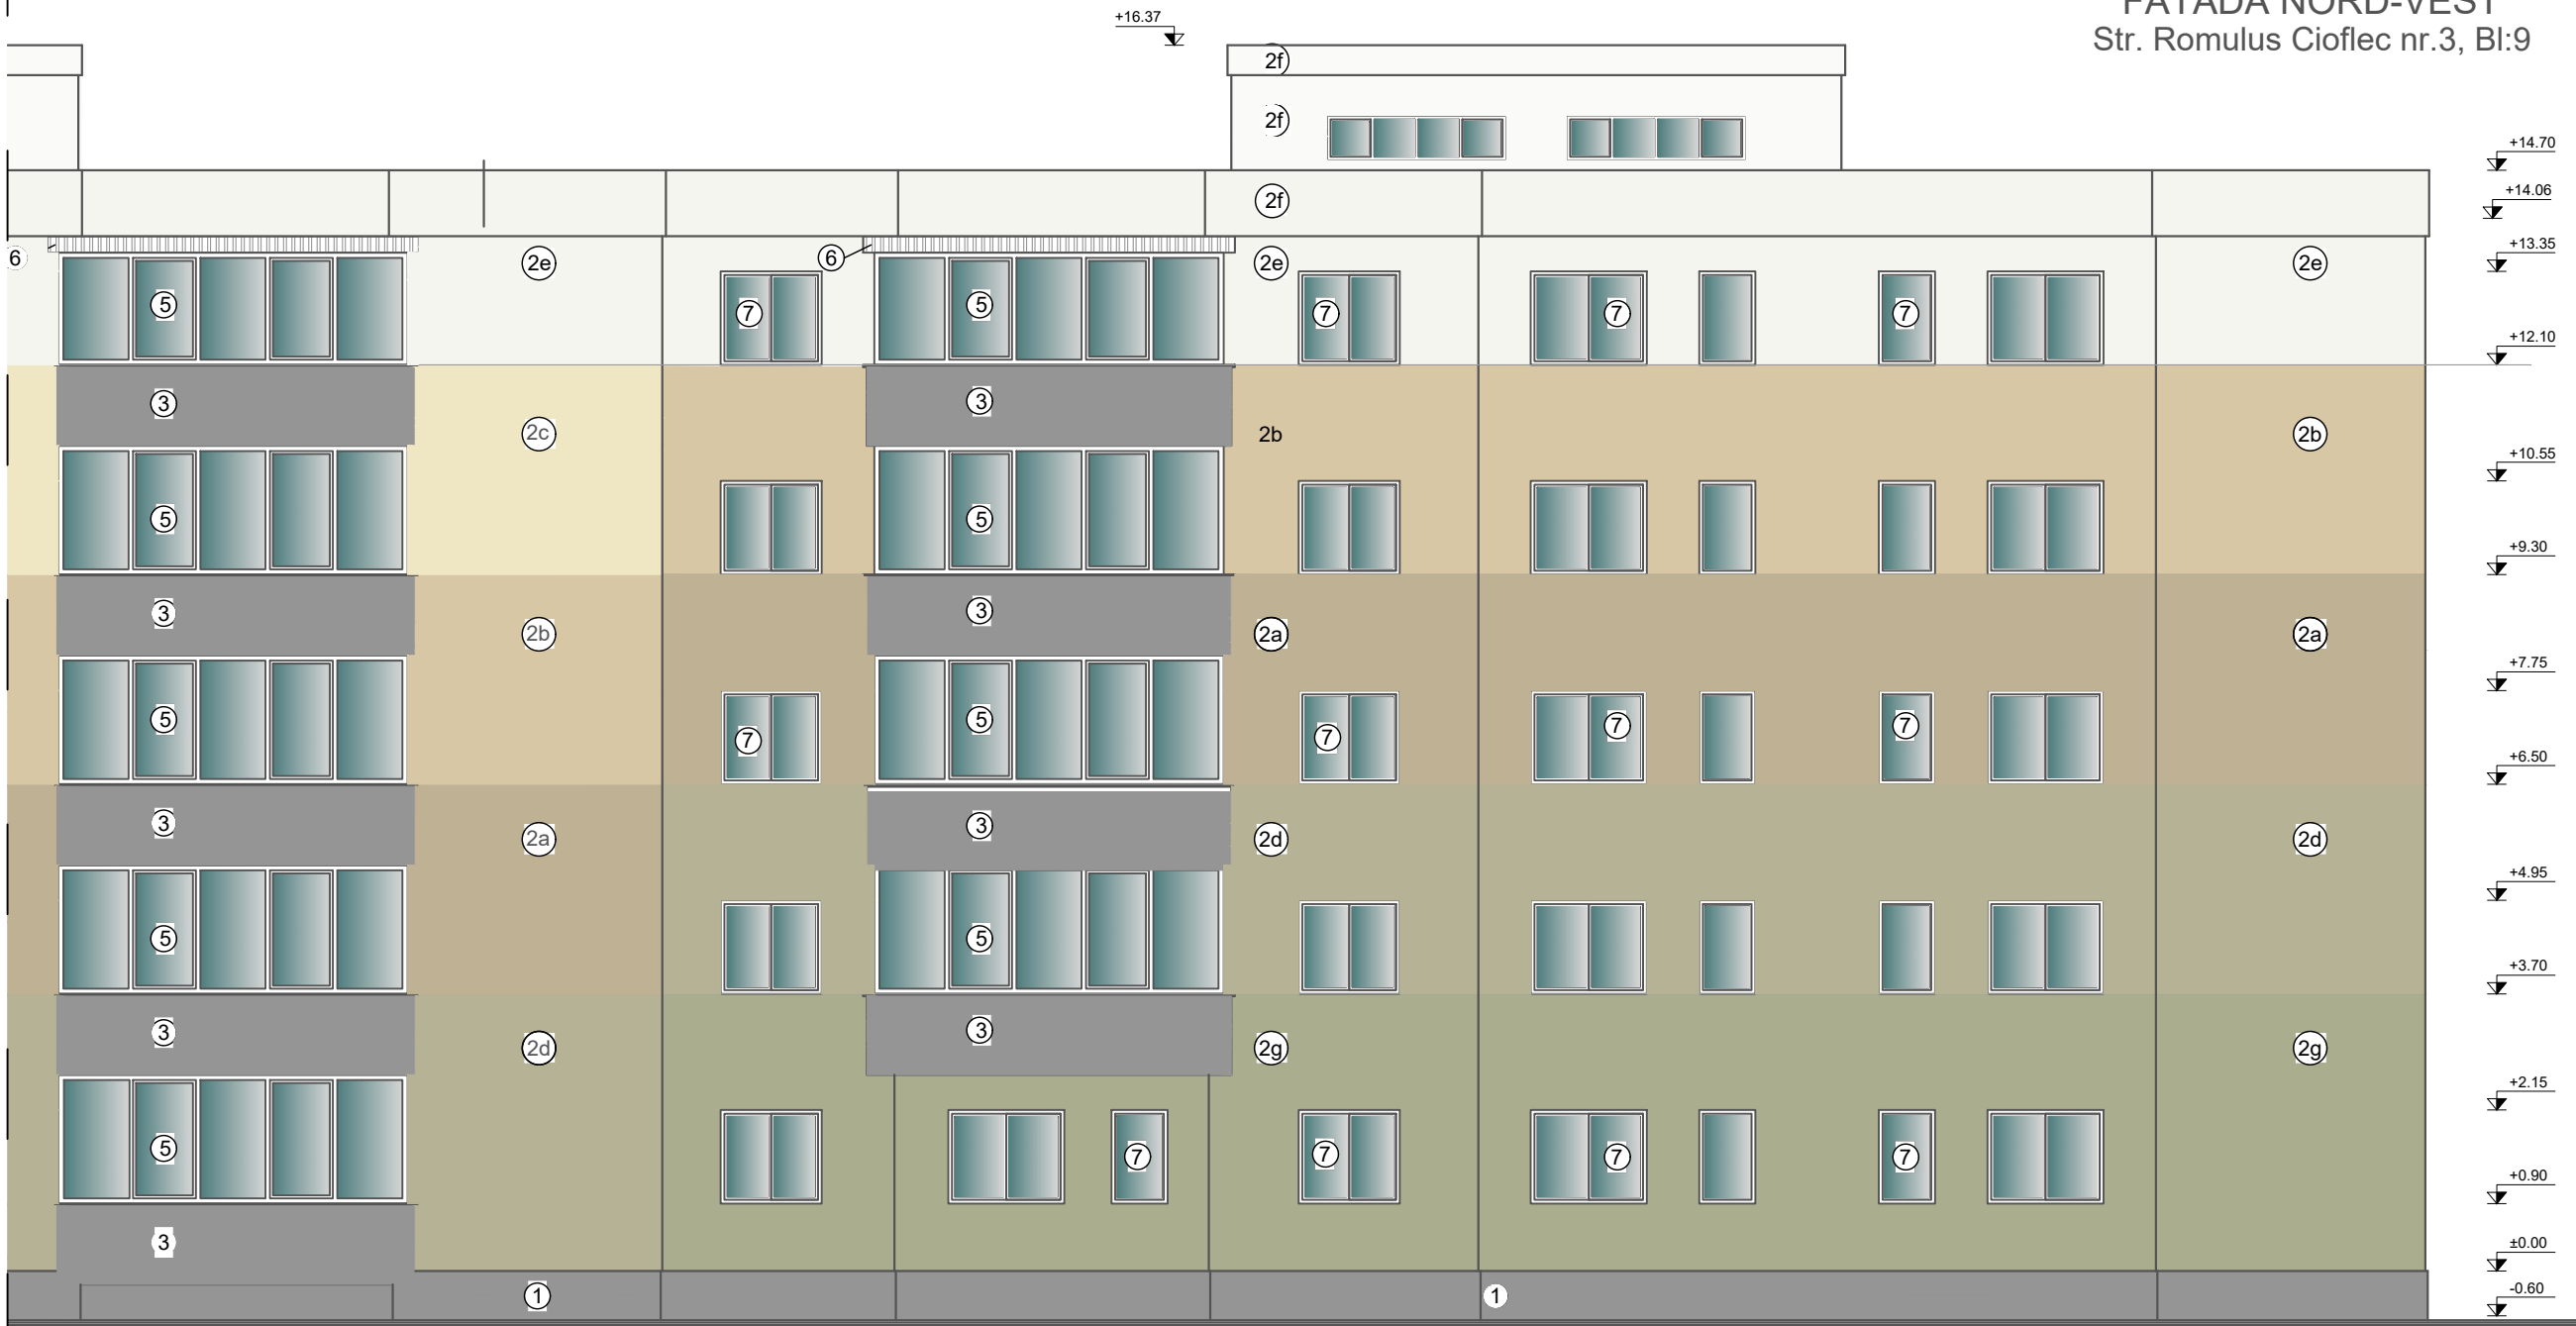 FATADA NORD-VEST
Str. Romulus Cioflec nr.3, Bl:9
+16.37
2f
2f
+14.70
2f
+14.06
6
2e
6
2e
2e
+13.35
5
7
5
7
7
7
+12.10
3
3
2c
2b
2b
+10.55
5
5
+9.30
3
3
2b
2a
2a
+7.75
5
7
5
7
7
7
+6.50
3
3
2a
2d
2d
+4.95
5
5
+3.70
3
3
2d
2g
2g
+2.15
5
7
7
7
7
+0.90
3
±0.00
1
1
-0.60